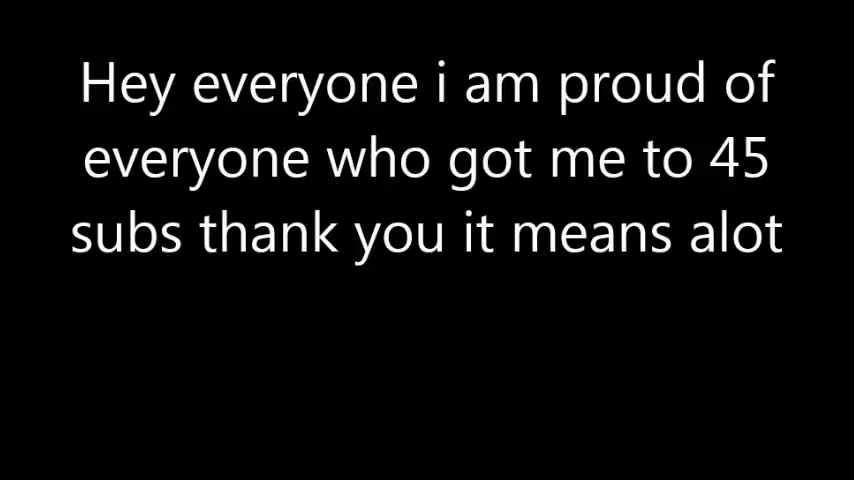 Hey everyone i am proud of
everyone who got me to 45
subs thank you it means alot